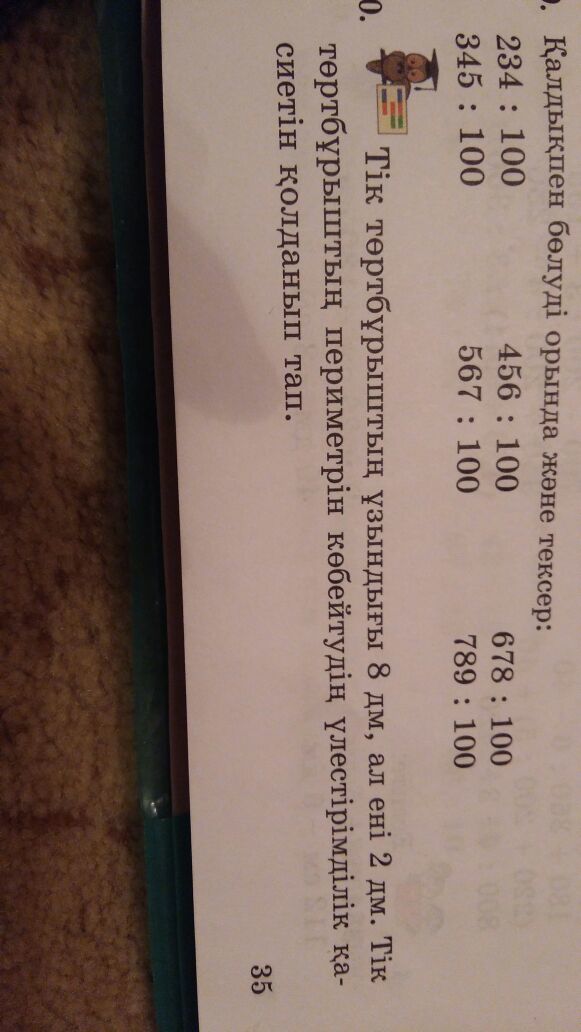 ). Қалдықпен бөлуді орында және тексер:
234 : 100 456 : 100 678 : 100
345 : 100 567 : 100 789 : 100
0. Тік төртбұрыштың ұзындығы 8 дм, ал ені 2 дм. Тік
төртбұрыштың периметрін көбейтудің үлестірімділік қа-
сиетін қолданып тап.
35